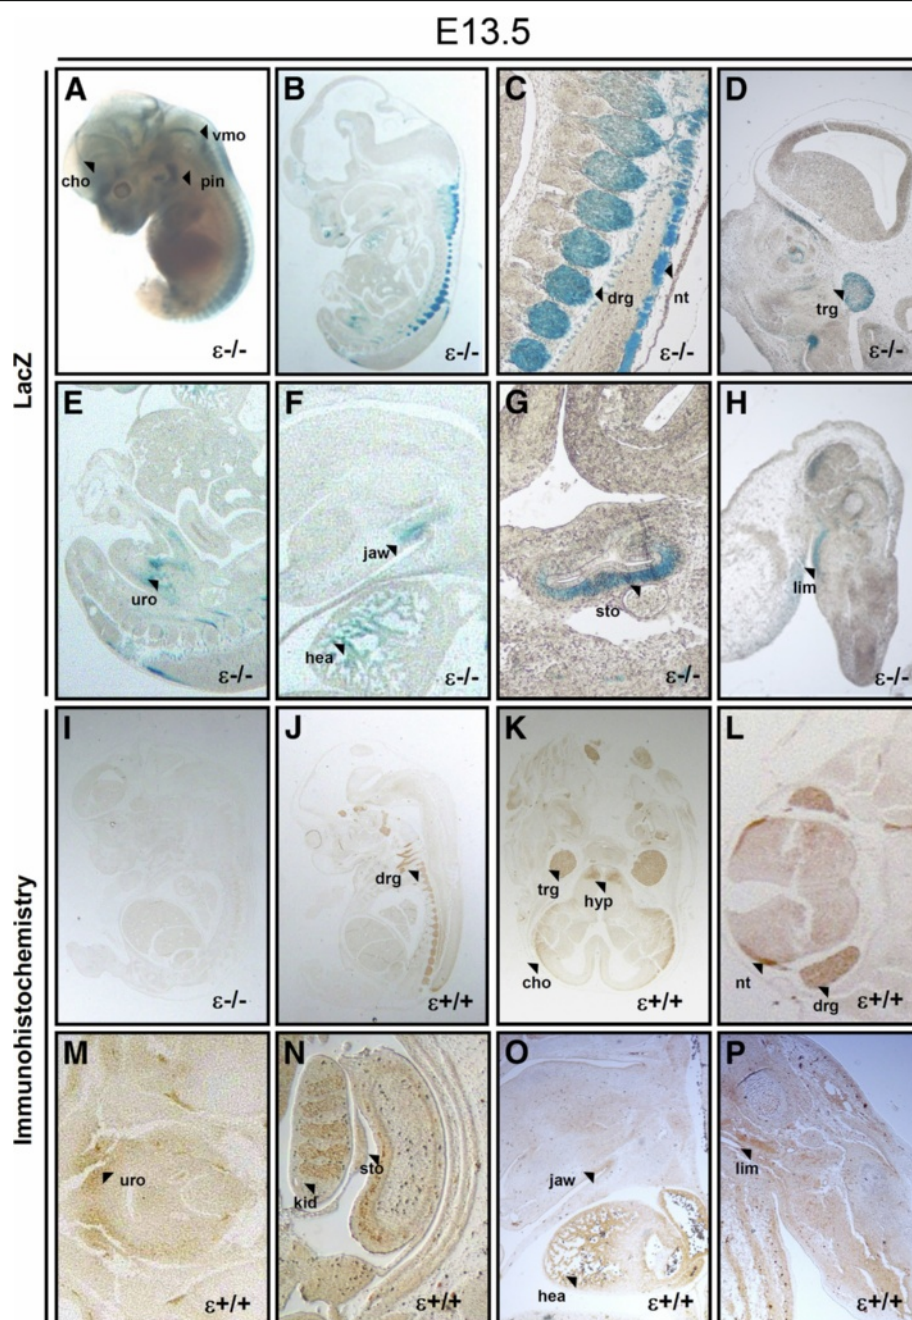 E13.5
LacZ
A
vmo
cho
pin
ε-/-
B
ε-/-
C
drg
nt
ε-/-
D
trg
ε-/-
E
uro
ε-/-
F
jaw
hea
ε-/-
G
sto
ε-/-
H
lim
ε-/-
Immunohistochemistry
I
ε-/-
J
drg
ε+/+
K
trg
hyp
cho
ε+/+
L
nt
drg
ε+/+
M
uro
ε+/+
N
sto
kid
ε+/+
O
jaw
hea
ε+/+
P
lim
ε+/+